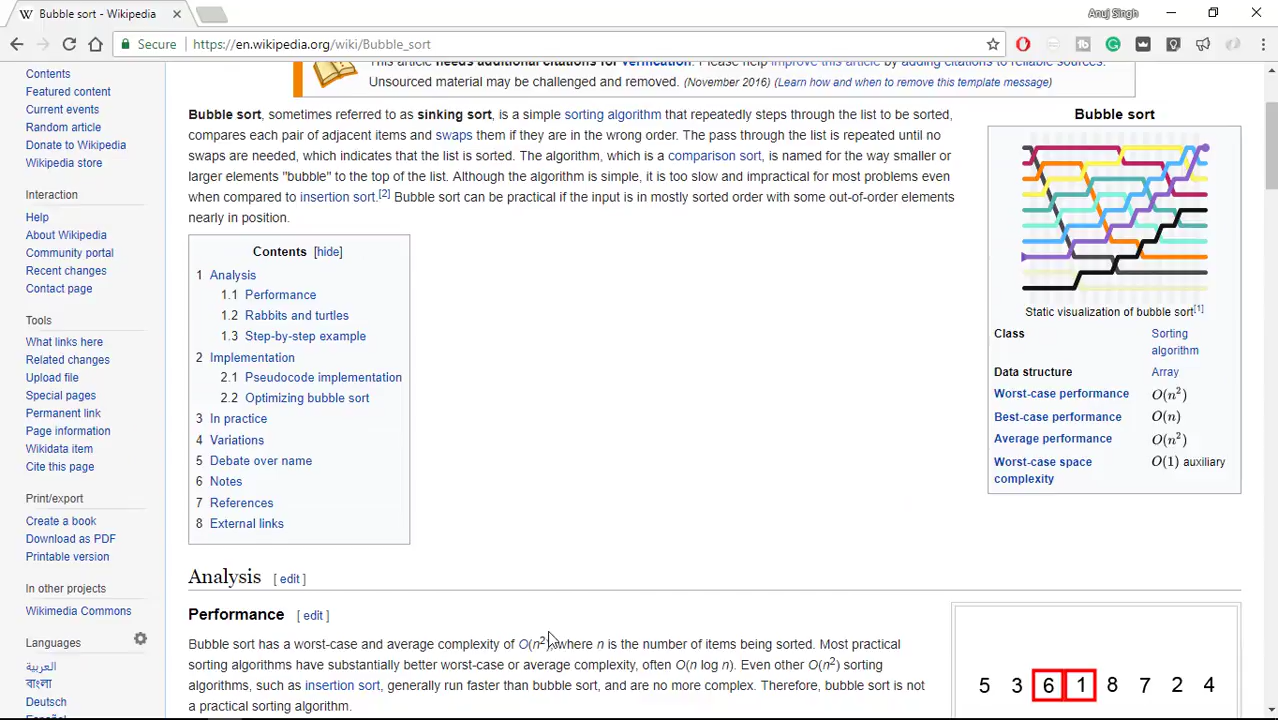 Bubble sort - Wikipedia
Anuj Singh
Secure
https://en.wikipedia.org/wiki/Bubble_sort
Contents
Featured content
Current events
Random article
Donate to Wikipedia
Wikipedia store
Interaction
Help
About Wikipedia
Community portal
Recent changes
Contact page
Tools
What links here
Related changes
Upload file
Special pages
Permanent link
Page information
Wikidata item
Cite this page
Print/export
Create a book
Download as PDF
Printable version
In other projects
Wikimedia Commons
Languages
العربية
বাংলা
Deutsch
This article needs additional citations for verification. Please help improve this article by adding citations to reliable sources.
Unsourced material may be challenged and removed. (November 2016) (Learn how and when to remove this template message)
Bubble sort, sometimes referred to as sinking sort, is a simple sorting algorithm that repeatedly steps through the list to be sorted,
compares each pair of adjacent items and swaps them if they are in the wrong order. The pass through the list is repeated until no
swaps are needed, which indicates that the list is sorted. The algorithm, which is a comparison sort, is named for the way smaller or
larger elements "bubble" to the top of the list. Although the algorithm is simple, it is too slow and impractical for most problems even
when compared to insertion sort.[2] Bubble sort can be practical if the input is in mostly sorted order with some out-of-order elements
nearly in position.
Contents [hide]
1 Analysis
1.1 Performance
1.2 Rabbits and turtles
1.3 Step-by-step example
2 Implementation
2.1 Pseudocode implementation
2.2 Optimizing bubble sort
3 In practice
4 Variations
5 Debate over name
6 Notes
7 References
8 External links
Bubble sort
Static visualization of bubble sort[1]
Class Sorting
algorithm
Data structure Array
Worst-case performance O(n²)
Best-case performance O(n)
Average performance O(n²)
Worst-case space O(1) auxiliary
complexity
Analysis [ edit ]
Performance [ edit ]
Bubble sort has a worst-case and average complexity of O(n²), where n is the number of items being sorted. Most practical
sorting algorithms have substantially better worst-case or average complexity, often O(n log n). Even other O(n²) sorting
algorithms, such as insertion sort, generally run faster than bubble sort, and are no more complex. Therefore, bubble sort is not
a practical sorting algorithm.
5 3 6 1 8 7 2 4